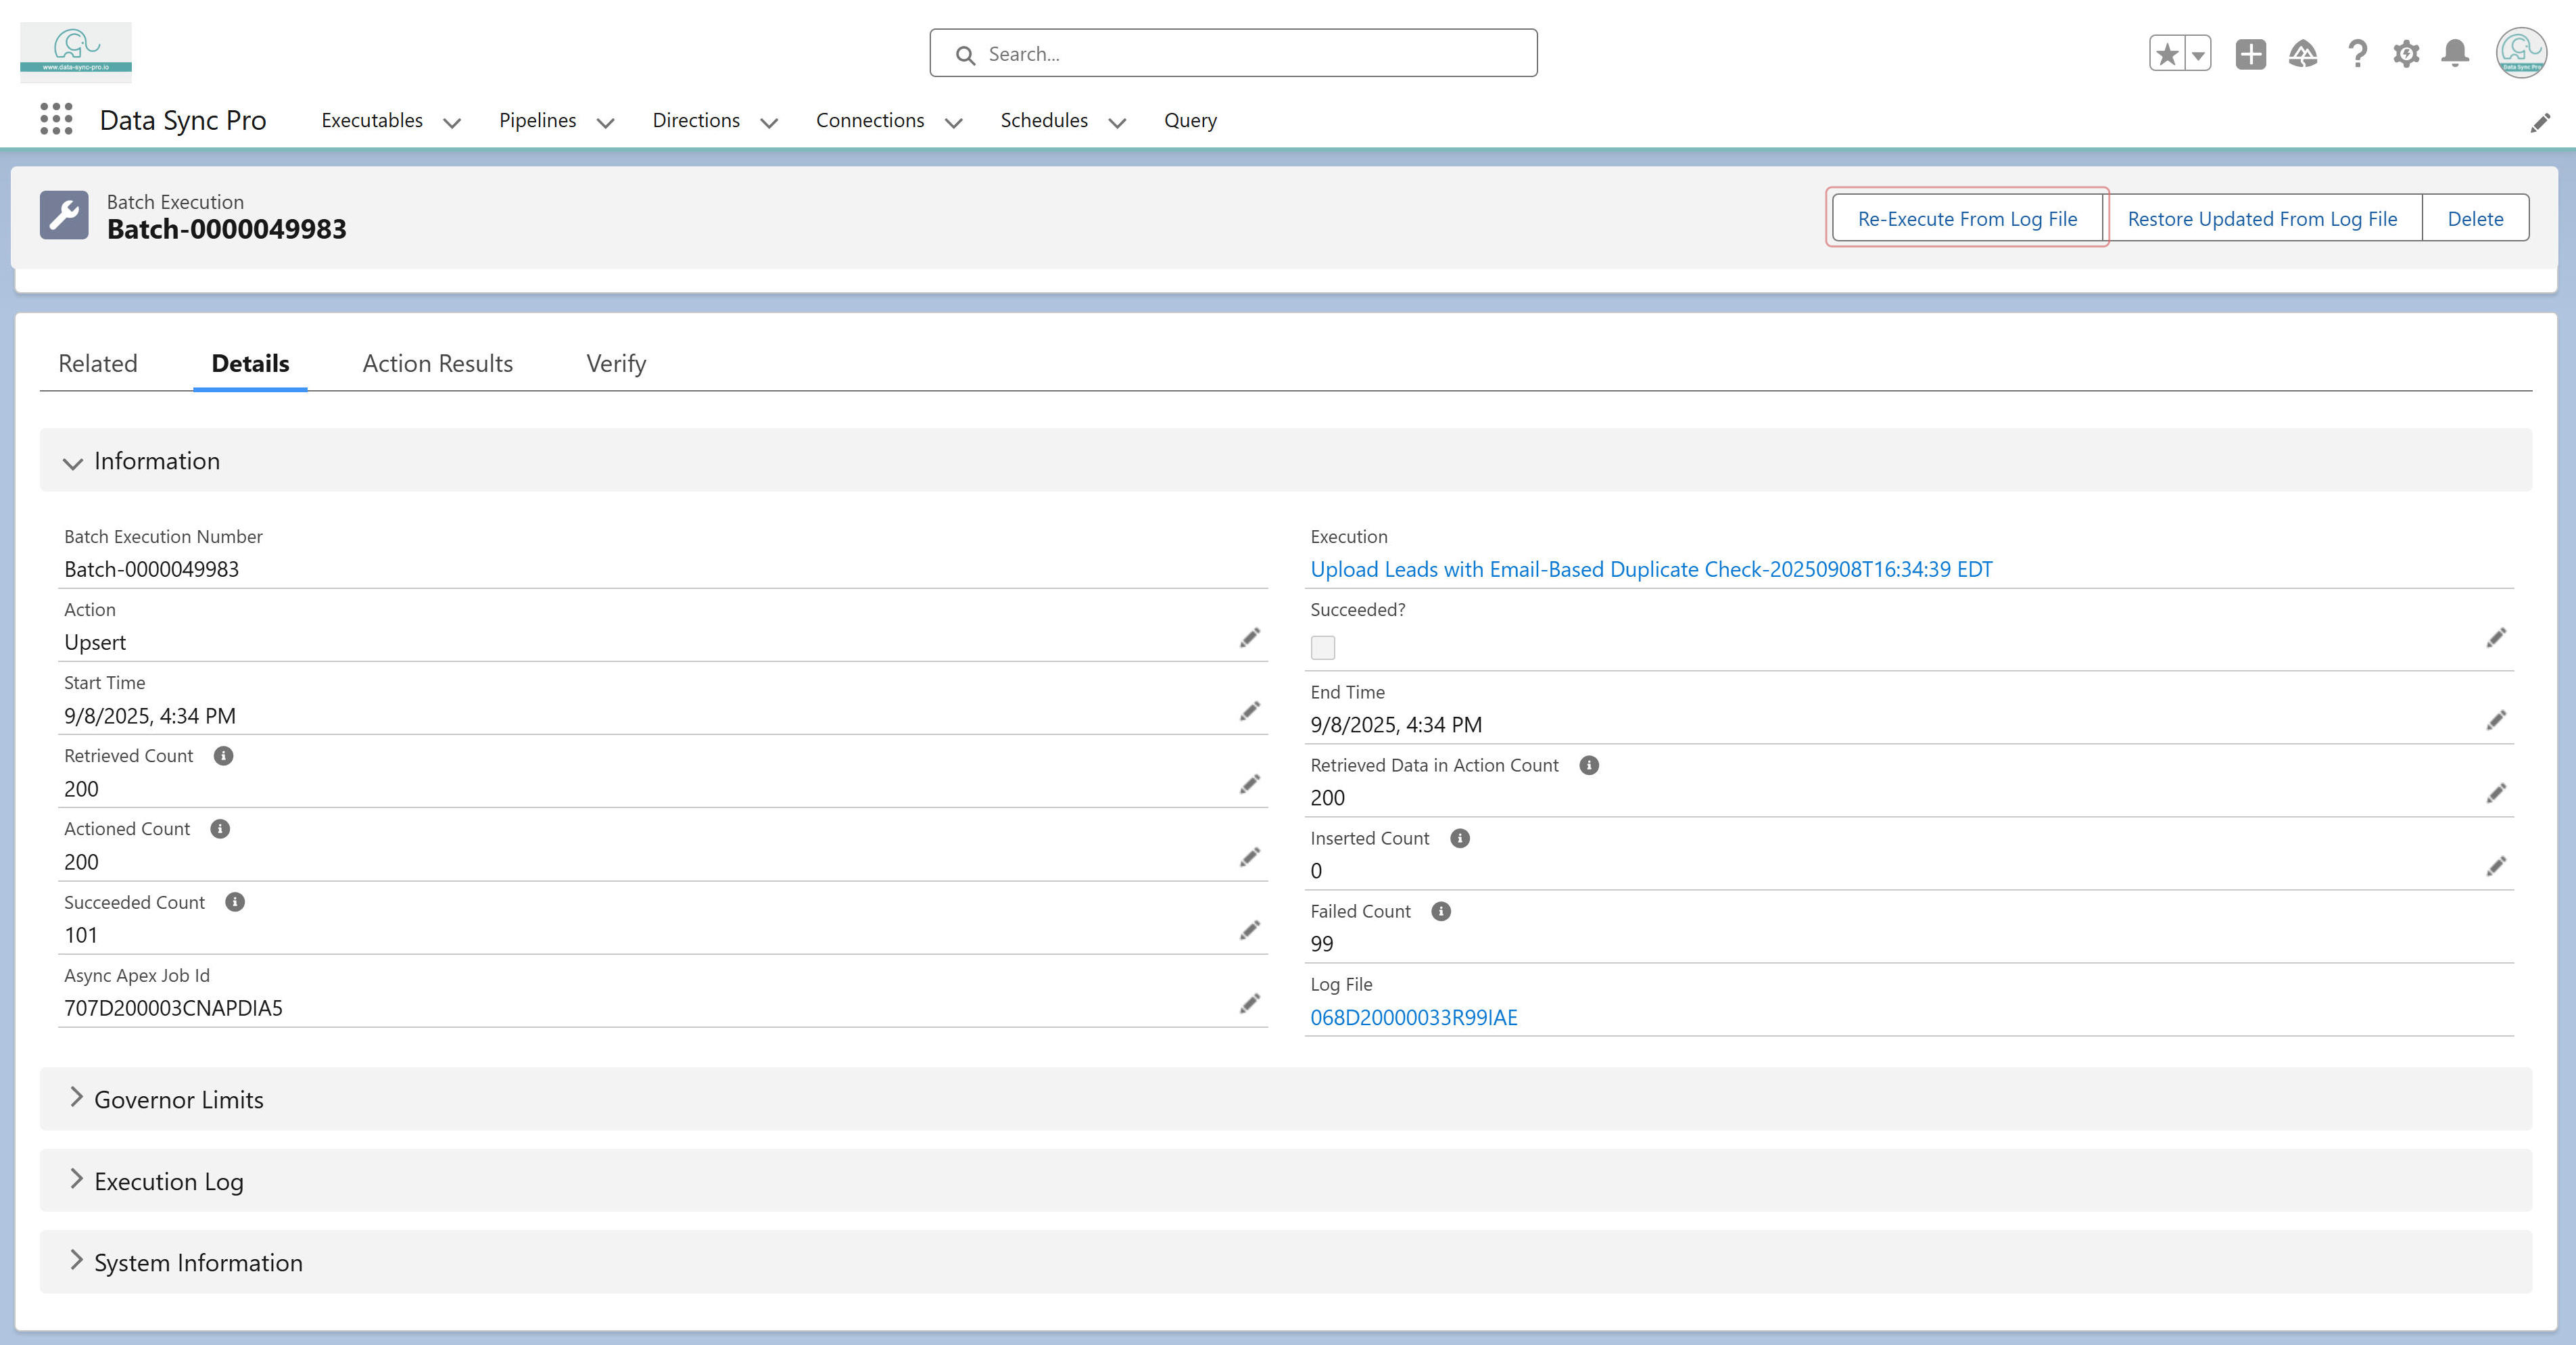 www.data-sync-pro.io
Search...
Data Sync Pro
Executables
Pipelines
Directions
Connections
Schedules
Query
Data Sync Pro
Batch Execution
Batch-0000049983
Re-Execute From Log File
Restore Updated From Log File
Delete
Related
Details
Action Results
Verify
Information
Batch Execution Number
Batch-0000049983
Execution
Upload Leads with Email-Based Duplicate Check-20250908T16:34:39 EDT
Action
Upsert
Succeeded?
Start Time
9/8/2025, 4:34 PM
End Time
9/8/2025, 4:34 PM
Retrieved Count
200
Retrieved Data in Action Count
200
Actioned Count
200
Inserted Count
0
Succeeded Count
101
Failed Count
99
Async Apex Job Id
707D200003CNAPDIA5
Log File
068D20000033R99IAE
Governor Limits
Execution Log
System Information